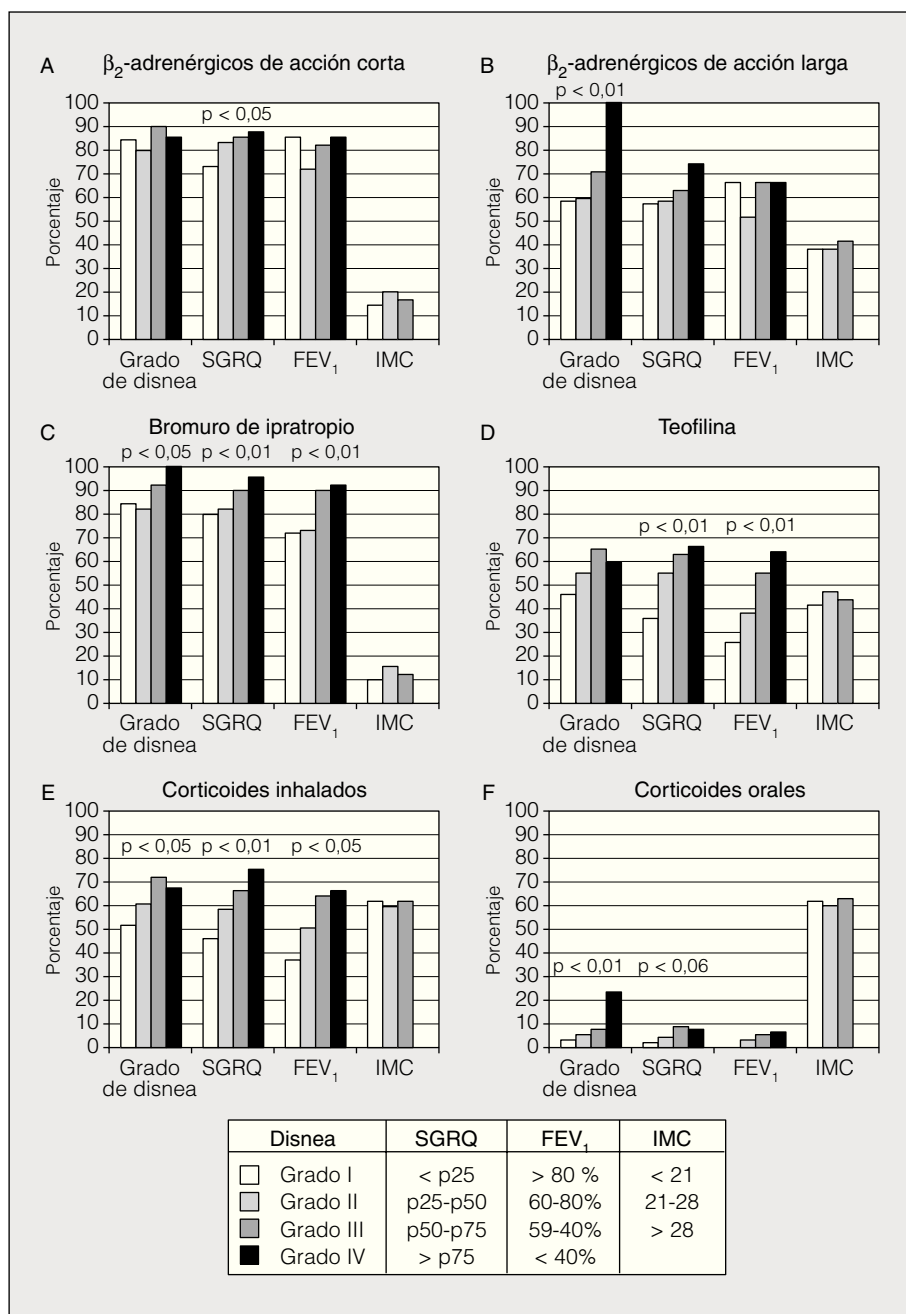 A β₂-adrenérgicos de acción corta
p < 0,05
100
90
80
70
60
50
40
30
20
10
0
Porcentaje
Grado de disnea
SGRQ
FEV₁
IMC
B β₂-adrenérgicos de acción larga
p < 0,01
100
90
80
70
60
50
40
30
20
10
0
Porcentaje
Grado de disnea
SGRQ
FEV₁
IMC
C Bromuro de ipratropio
p < 0,05 p < 0,01 p < 0,01
100
90
80
70
60
50
40
30
20
10
0
Porcentaje
Grado de disnea
SGRQ
FEV₁
IMC
D Teofilina
p < 0,01 p < 0,01
100
90
80
70
60
50
40
30
20
10
0
Porcentaje
Grado de disnea
SGRQ
FEV₁
IMC
E Corticoides inhalados
p < 0,05 p < 0,01 p < 0,05
100
90
80
70
60
50
40
30
20
10
0
Porcentaje
Grado de disnea
SGRQ
FEV₁
IMC
F Corticoides orales
p < 0,01 p < 0,06
100
90
80
70
60
50
40
30
20
10
0
Porcentaje
Grado de disnea
SGRQ
FEV₁
IMC
Disnea SGRQ FEV₁ IMC
Grado I < p25 > 80 % < 21
Grado II p25-p50 60-80% 21-28
Grado III p50-p75 59-40% > 28
Grado IV > p75 < 40%